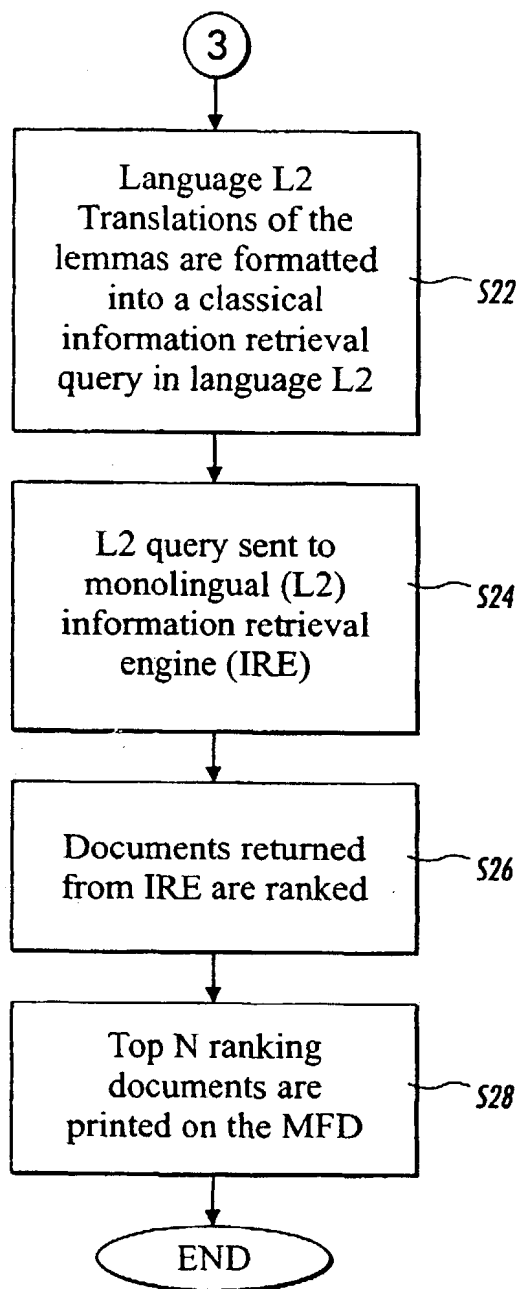 3
Language L2
Translations of the
lemmas are formatted
into a classical
information retrieval
query in language L2
S22
L2 query sent to
monolingual (L2)
information retrieval
engine (IRE)
S24
Documents returned
from IRE are ranked
S26
Top N ranking
documents are
printed on the MFD
S28
END